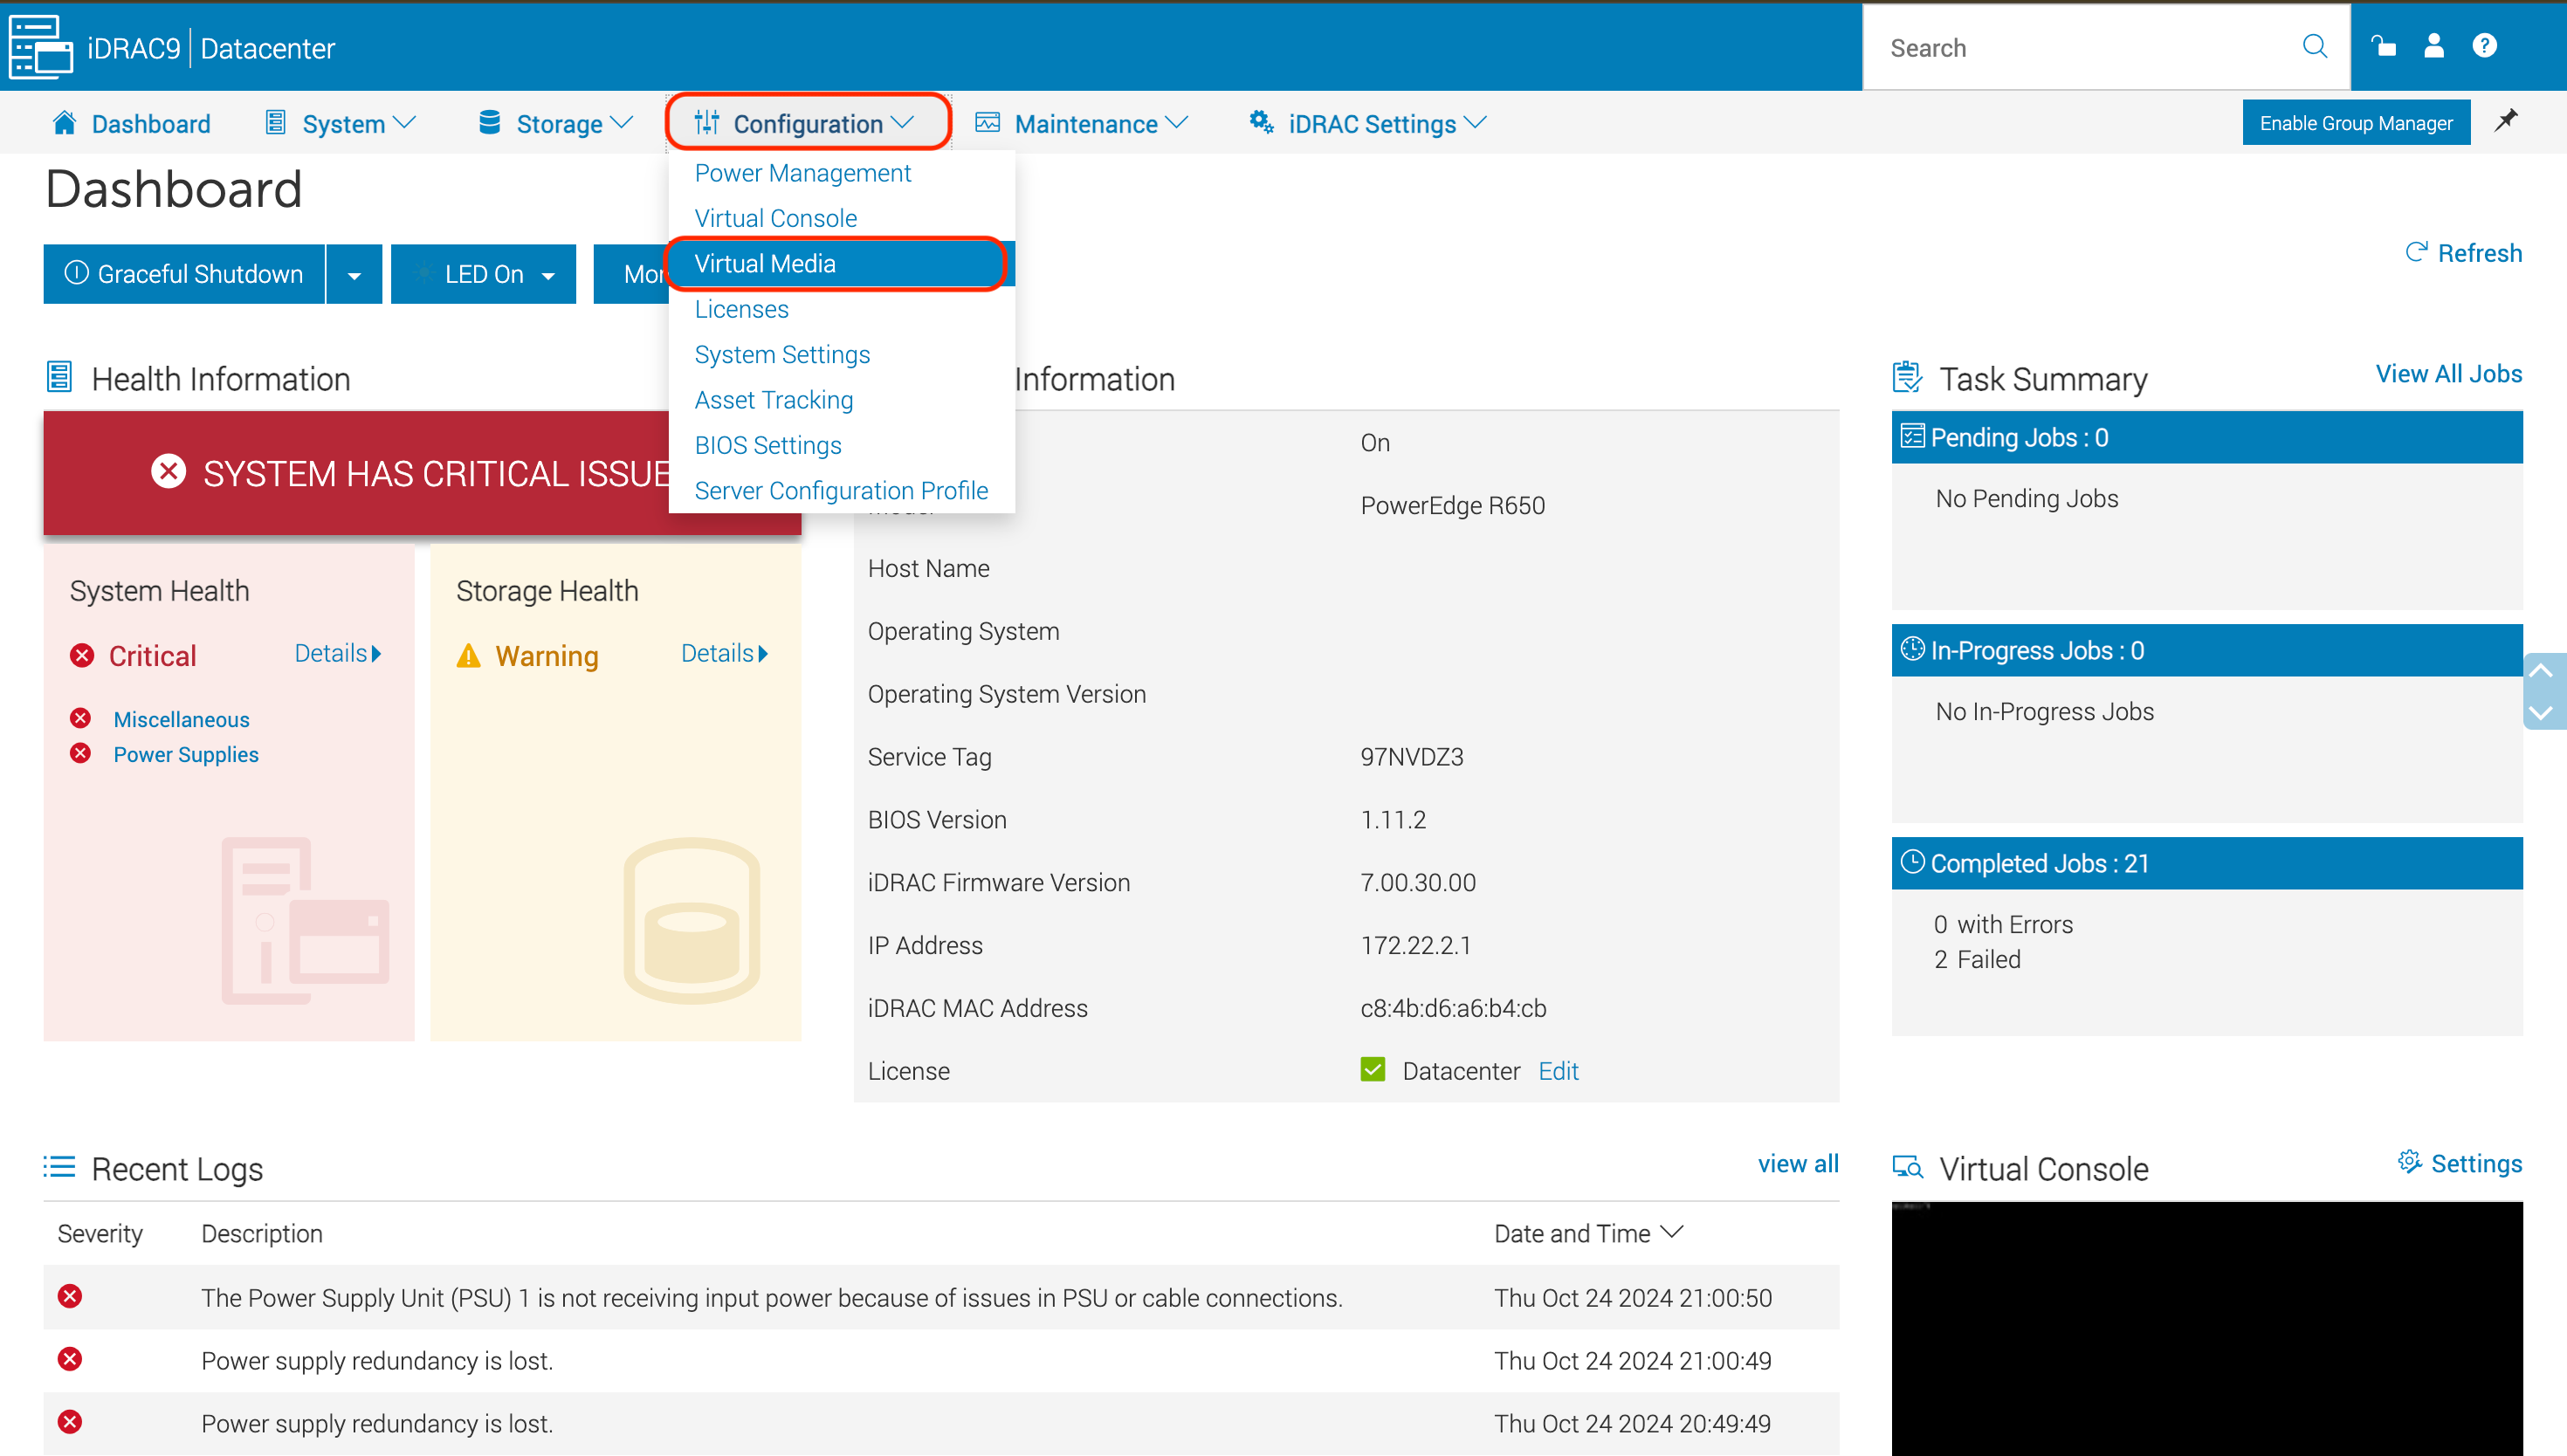 iDRAC9 | Datacenter
Search
Dashboard
System
Storage
Configuration
Maintenance
iDRAC Settings
Enable Group Manager
Power Management
Virtual Console
Virtual Media
Licenses
System Settings
Asset Tracking
BIOS Settings
Server Configuration Profile
Dashboard
Graceful Shutdown
LED On
Mor
Refresh
Health Information
SYSTEM HAS CRITICAL ISSUE
System Health
Critical
Details
Miscellaneous
Power Supplies
Storage Health
Warning
Details
Information
On
PowerEdge R650
Host Name
Operating System
Operating System Version
Service Tag 97NVDZ3
BIOS Version 1.11.2
iDRAC Firmware Version 7.00.30.00
IP Address 172.22.2.1
iDRAC MAC Address c8:4b:d6:a6:b4:cb
License Datacenter Edit
Task Summary
View All Jobs
Pending Jobs : 0
No Pending Jobs
In-Progress Jobs : 0
No In-Progress Jobs
Completed Jobs : 21
0 with Errors
2 Failed
Recent Logs
view all
Severity Description Date and Time
The Power Supply Unit (PSU) 1 is not receiving input power because of issues in PSU or cable connections. Thu Oct 24 2024 21:00:50
Power supply redundancy is lost. Thu Oct 24 2024 21:00:49
Power supply redundancy is lost. Thu Oct 24 2024 20:49:49
Virtual Console
Settings